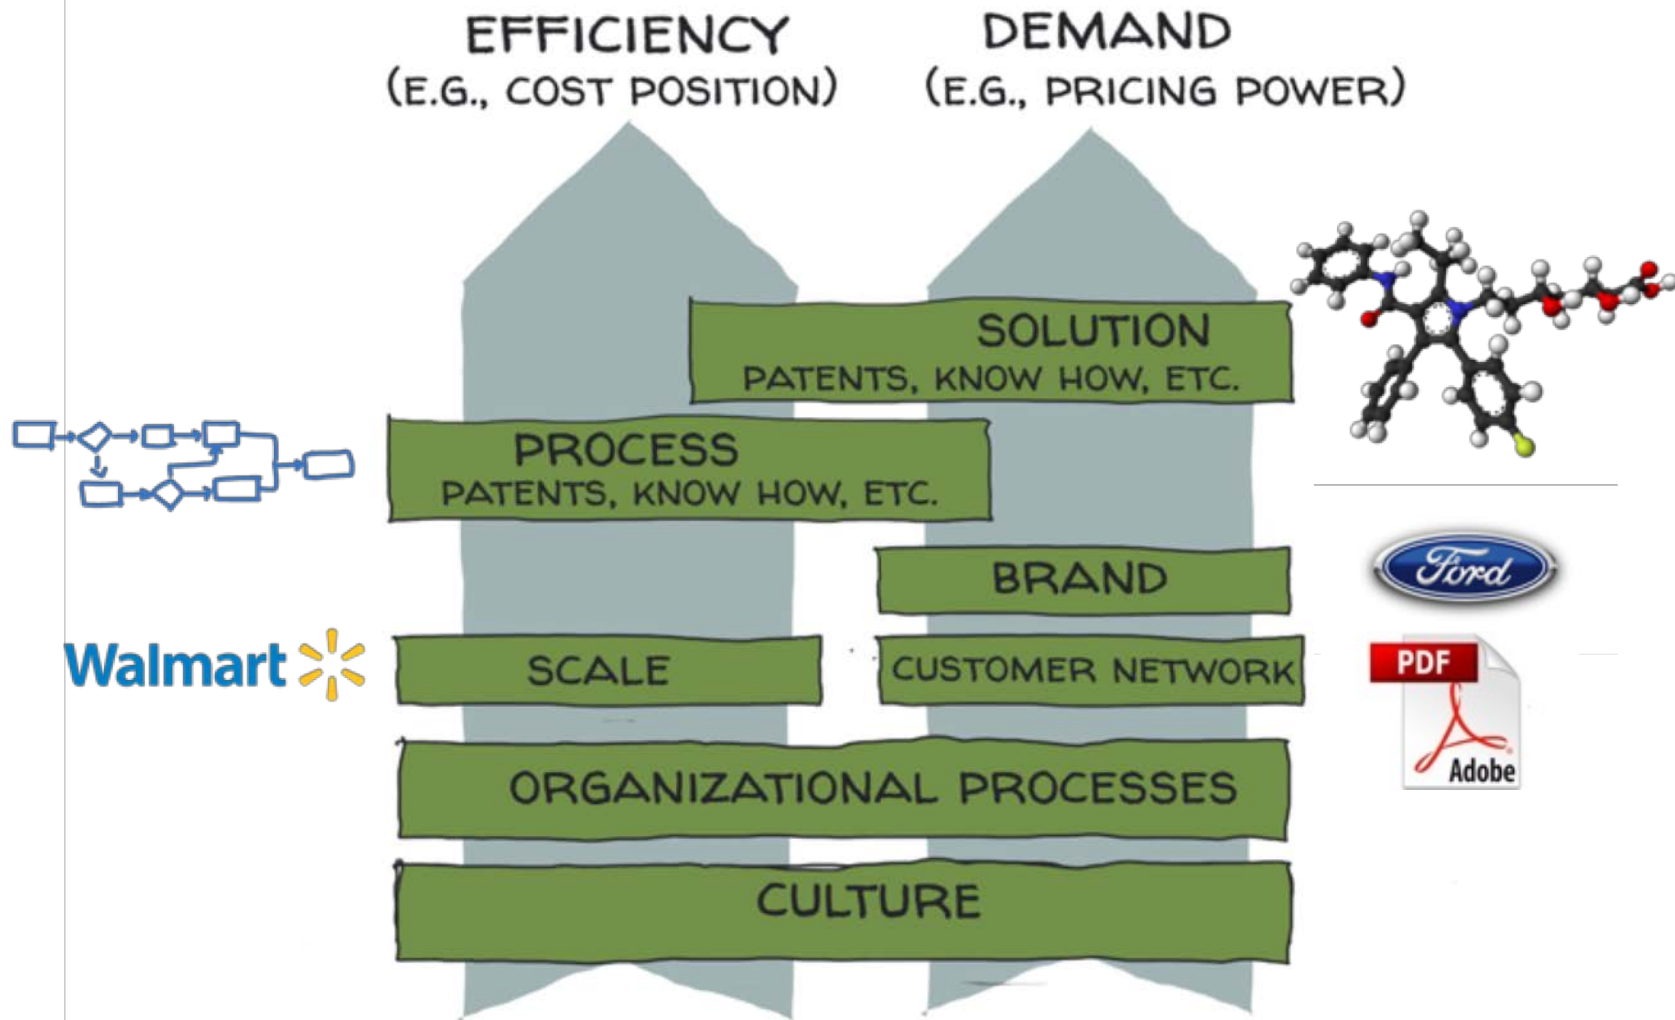 EFFICIENCY
(E.G., COST POSITION)
DEMAND
(E.G., PRICING POWER)
SOLUTION
PATENTS, KNOW HOW, ETC.
PROCESS
PATENTS, KNOW HOW, ETC.
BRAND
Ford
Walmart
SCALE
CUSTOMER NETWORK
PDF
Adobe
ORGANIZATIONAL PROCESSES
CULTURE